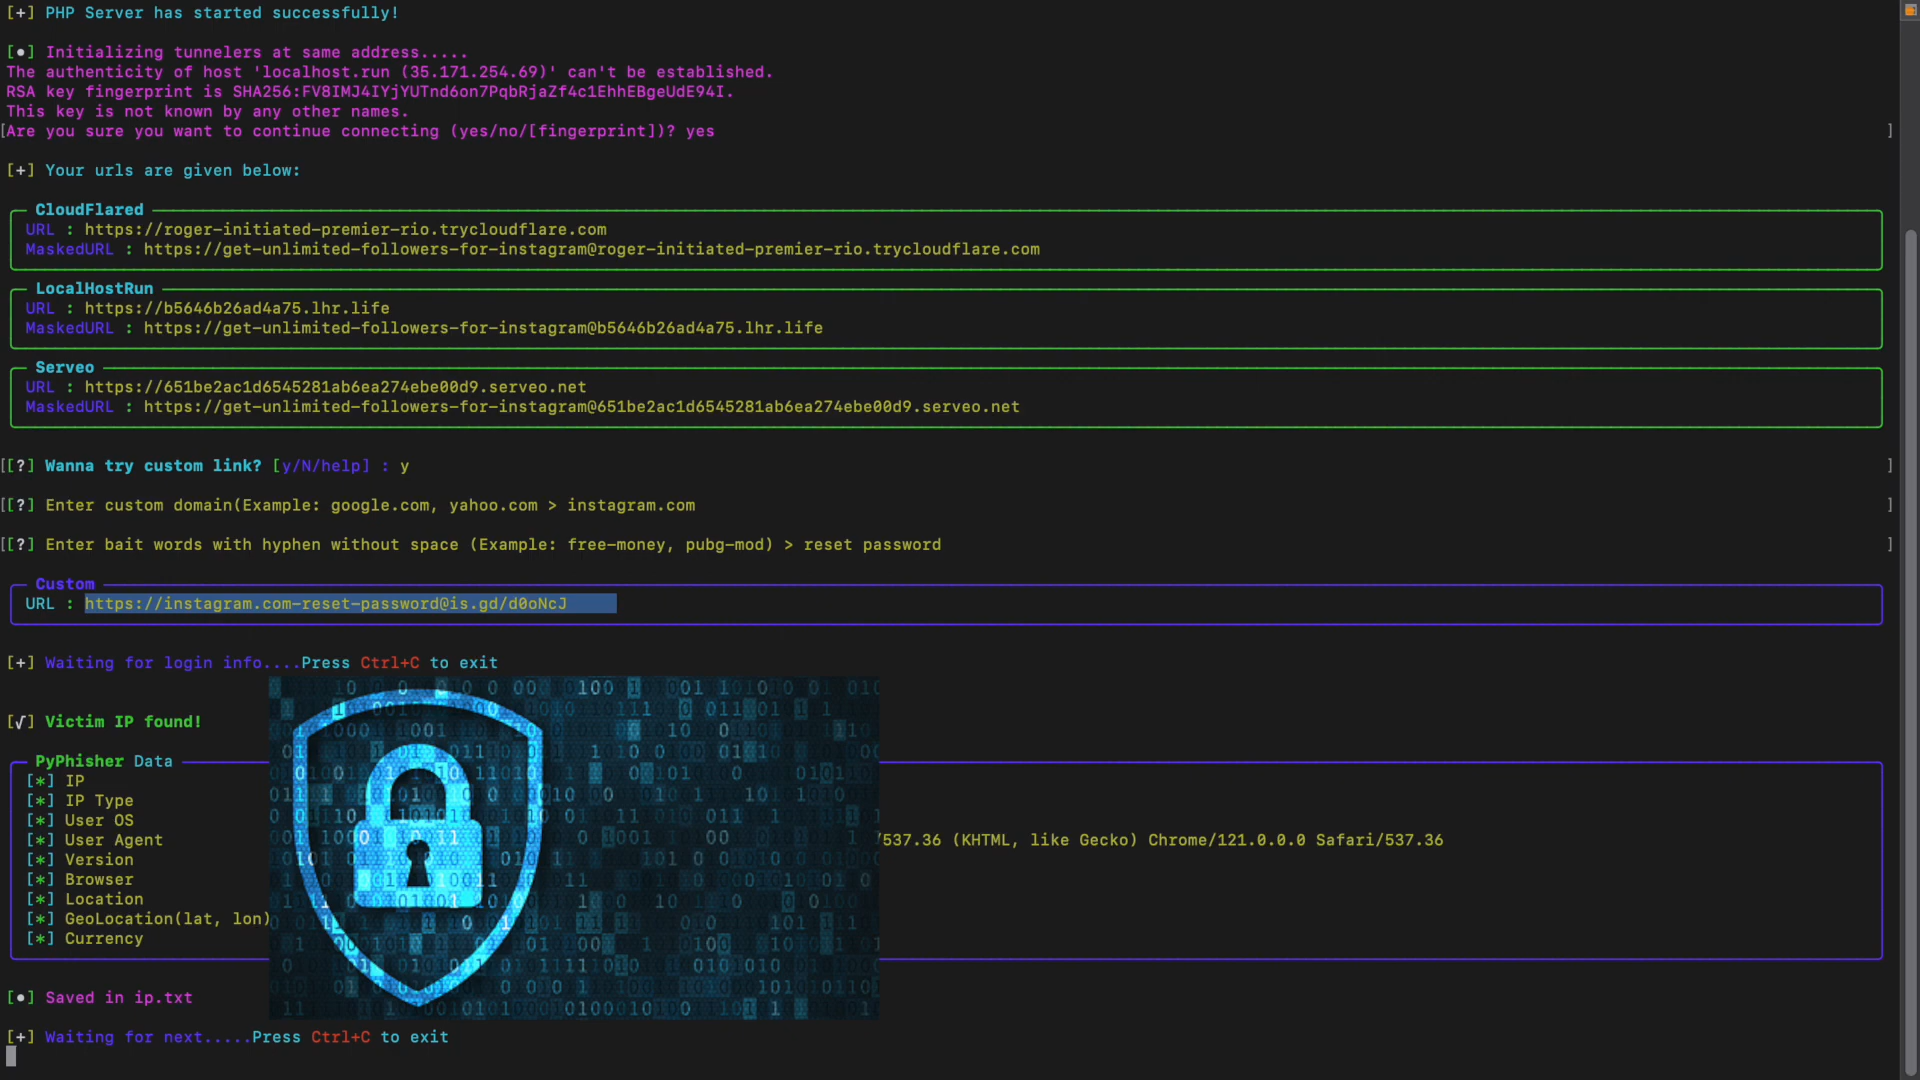 [+] PHP Server has started successfully!
[●] Initializing tunnelers at same address.....
The authenticity of host 'localhost.run (35.171.254.69)' can't be established.
RSA key fingerprint is SHA256:FV8IMJ4IYjYUTnd6on7PqbRjaZf4c1EhhEBgeUdE94I.
This key is not known by any other names.
[Are you sure you want to continue connecting (yes/no/[fingerprint])? yes ]
[+] Your urls are given below:
CloudFlared
URL : https://roger-initiated-premier-rio.trycloudflare.com
MaskedURL : https://get-unlimited-followers-for-instagram@roger-initiated-premier-rio.trycloudflare.com
LocalHostRun
URL : https://b5646b26ad4a75.lhr.life
MaskedURL : https://get-unlimited-followers-for-instagram@b5646b26ad4a75.lhr.life
Serveo
URL : https://651be2ac1d6545281ab6ea274ebe00d9.serveo.net
MaskedURL : https://get-unlimited-followers-for-instagram@651be2ac1d6545281ab6ea274ebe00d9.serveo.net
[[?] Wanna try custom link? [y/N/help] : y ]
[[?] Enter custom domain(Example: google.com, yahoo.com > instagram.com ]
[[?] Enter bait words with hyphen without space (Example: free-money, pubg-mod) > reset password ]
Custom
URL : https://instagram.com-reset-password@is.gd/d0oNcJ
[+] Waiting for login info....Press Ctrl+C to exit
[√] Victim IP found!
PyPhisher Data
[*] IP
[*] IP Type
[*] User OS
[*] User Agent /537.36 (KHTML, like Gecko) Chrome/121.0.0.0 Safari/537.36
[*] Version
[*] Browser
[*] Location
[*] GeoLocation(lat, lon)
[*] Currency
[●] Saved in ip.txt
[+] Waiting for next.....Press Ctrl+C to exit